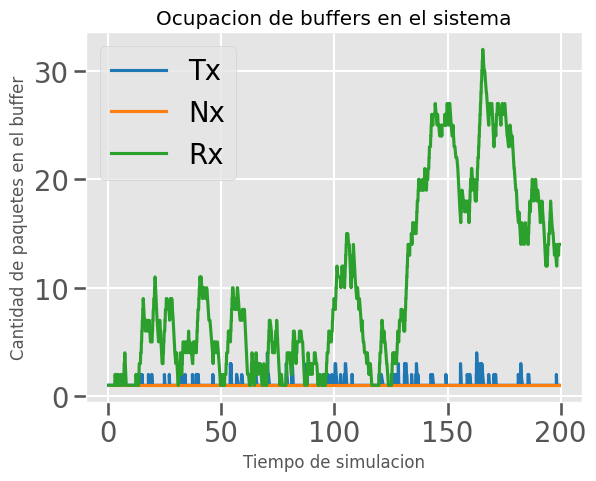 Ocupacion de buffers en el sistema
Cantidad de paquetes en el buffer
30
20
10
0
Tx
Nx
Rx
0 50 100 150 200
Tiempo de simulacion